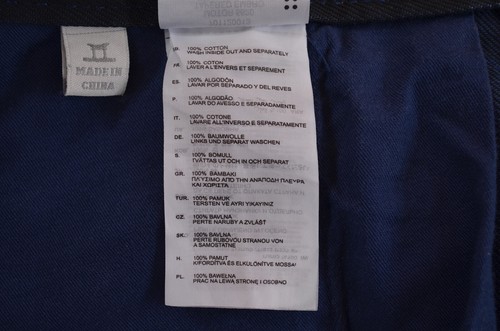 MADE IN
CHINA
100% COTTON
WASH INSIDE OUT AND SEPARATELY
FR. 100% COTON
LAVER A L'ENVERS ET SEPAREMENT
ES. 100% ALGODÓN
LAVAR POR SEPARADO Y DEL REVES
P. 100% ALGODÃO
LAVAR DO AVESSO E SEPARADAMENTE
IT. 100% COTONE
LAVARE ALL'INVERSO E SEPARATAMENTE
DE. 100% BAUMWOLLE
LINKS UND SEPARAT WASCHEN
S. 100% BOMULL
TVÄTTAS UT OCH IN OCH SEPARAT
GR. 100% ΒΑΜΒΑΚΙ
ΠΛΥΣΙΜΟ ΑΠΟ ΤΗΝ ΑΝΑΠΟΔΗ ΠΛΕΥΡΑ
ΚΑΙ ΧΩΡΙΣΤΑ
TUR. 100% PAMUK
TERSTEN VE AYRI YIKAYINIZ
CZ. 100% BAVLNA
PERTE NARUBY A ZVLÁŠT
SK. 100% BAVLNA
PERTE RUBOVOU STRANOU VON
A SAMOSTATNE
H. 100% PAMUT
KIFORDÍTVA ÉS ELKÜLÖNÍTVE MOSSA!
PL. 100% BAWEŁNA
PRAC NA LEWĄ STRONĘ I OSOBNO